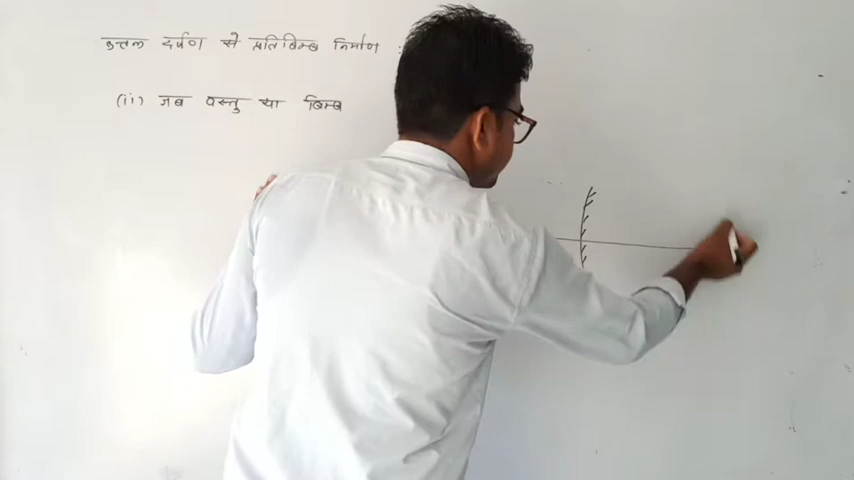 उत्तल दर्पण से प्रतिबिम्ब निर्माण :
(ii) जब वस्तु या बिम्ब